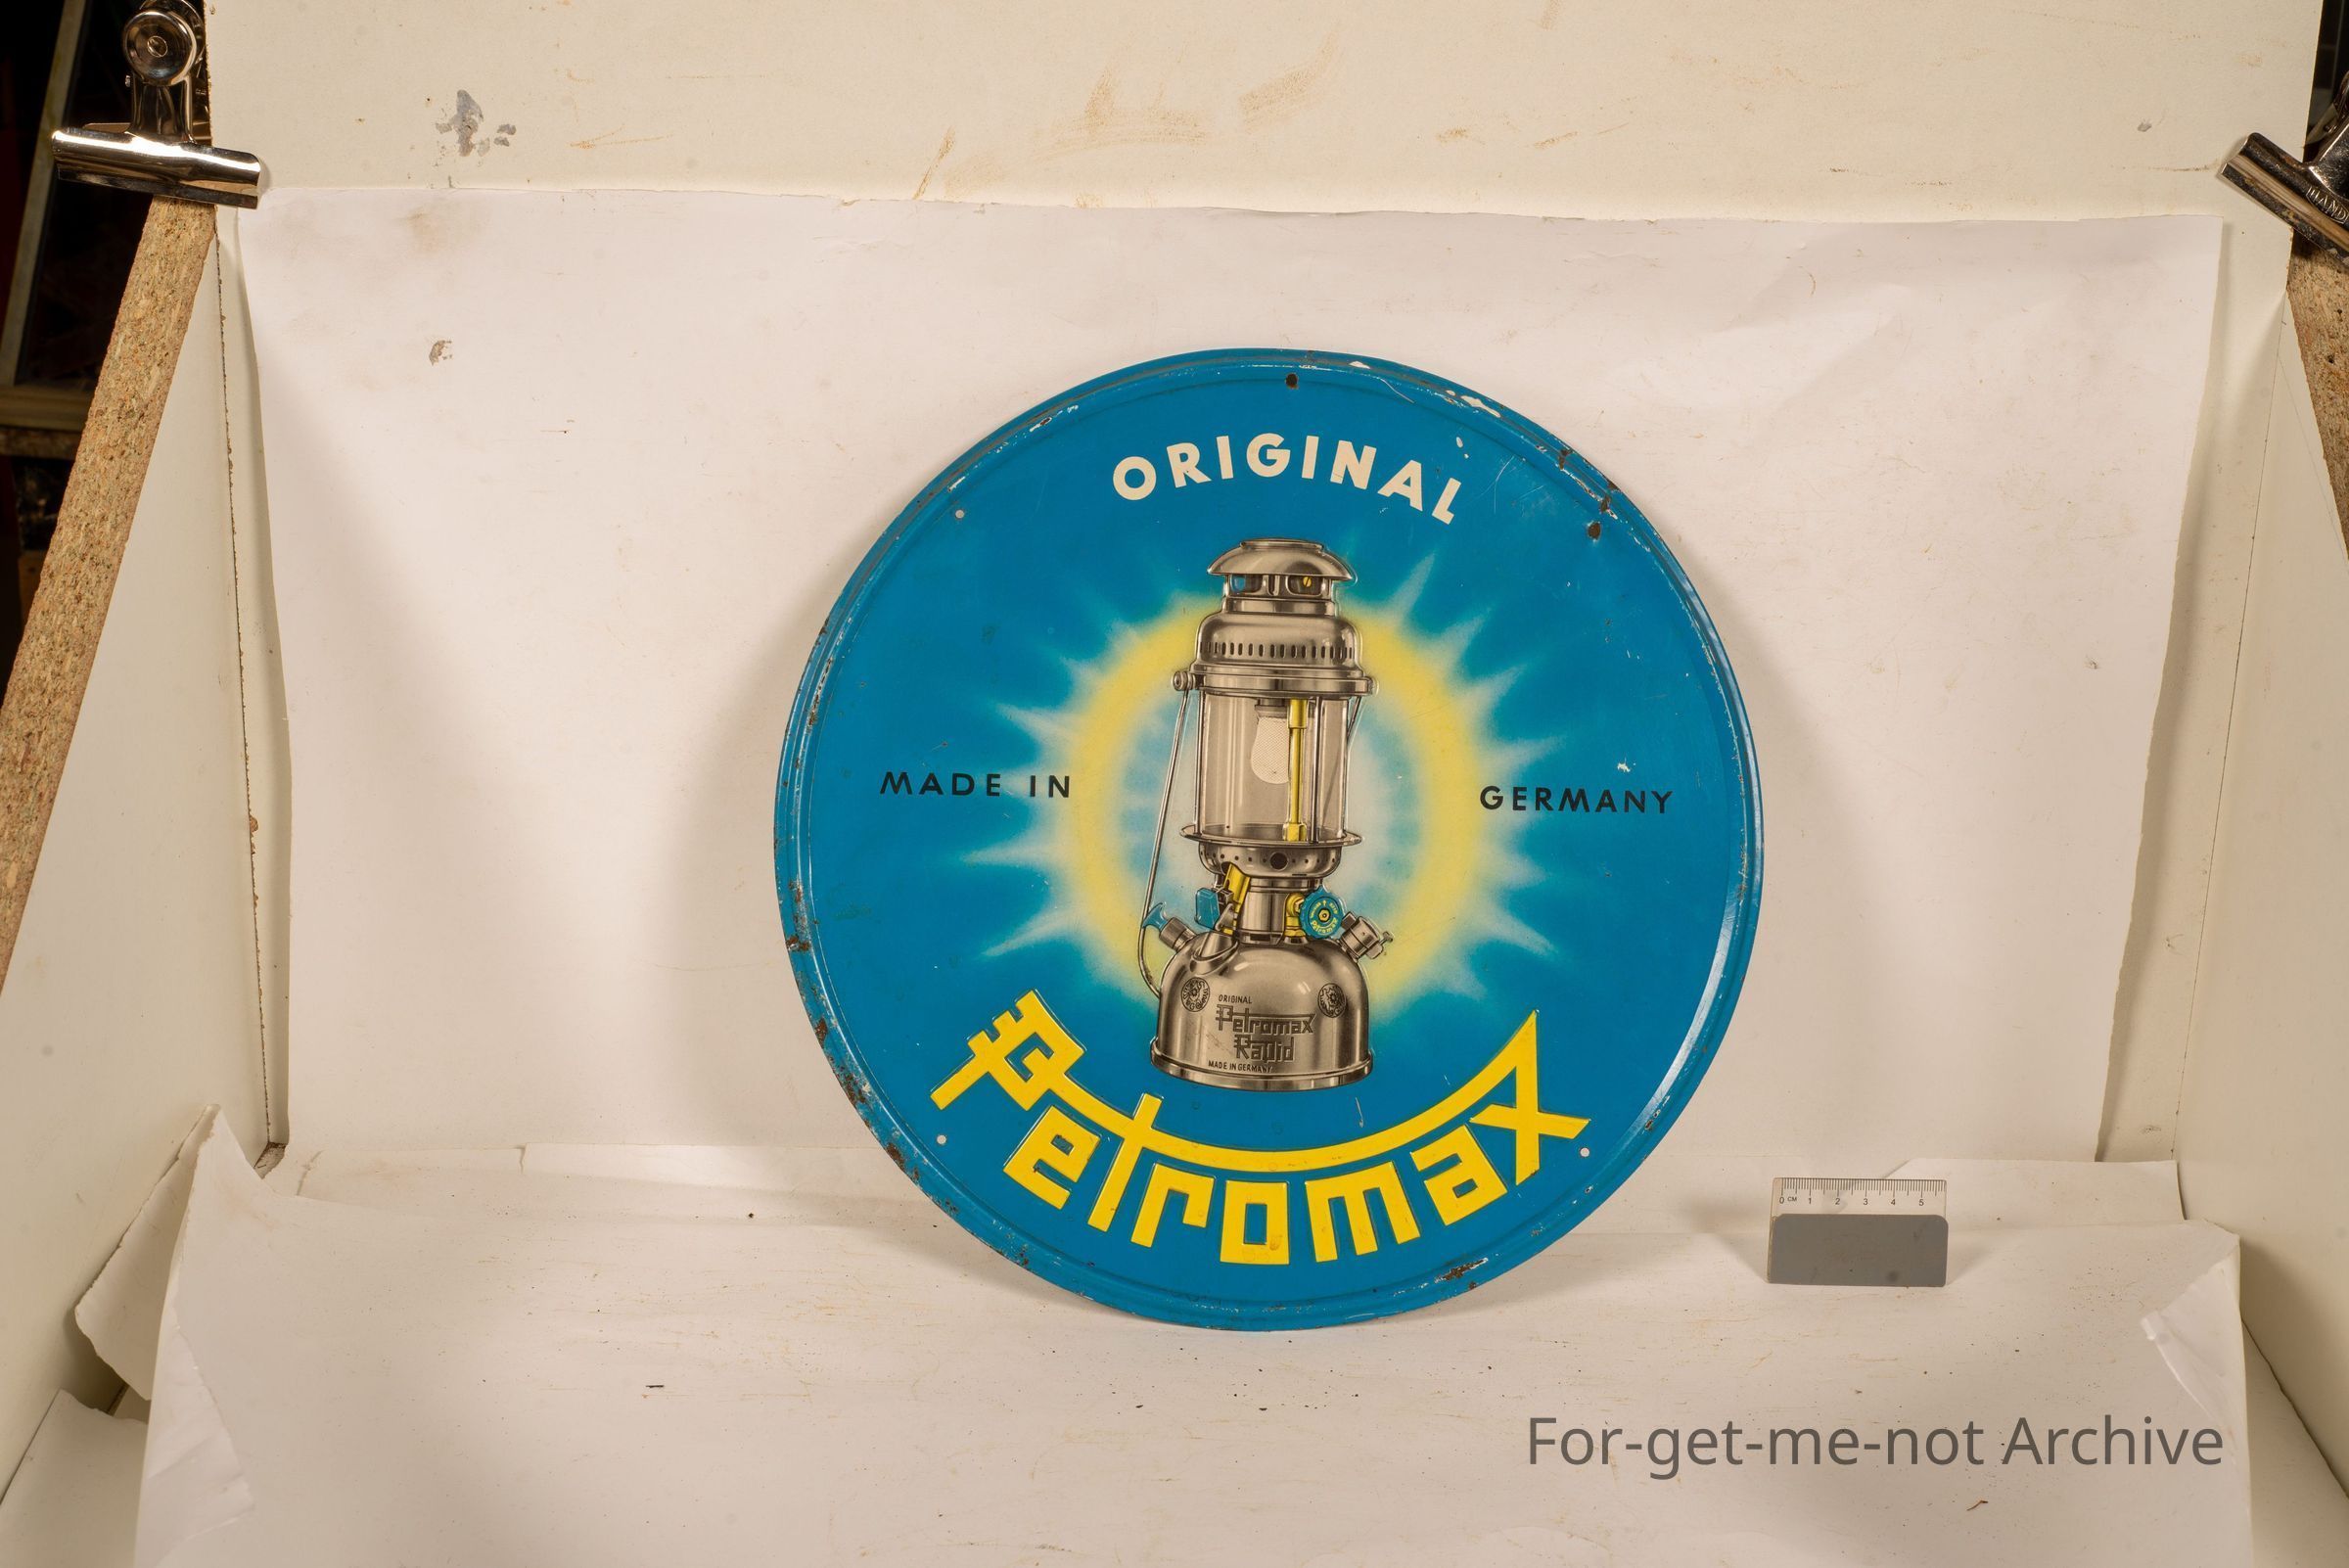 ORIGINAL
MADE IN GERMANY
ORIGINAL
Petromax
Rapid
MADE IN GERMANY
Petromax
0 CM 1 2 3 4 5
For-get-me-not Archive